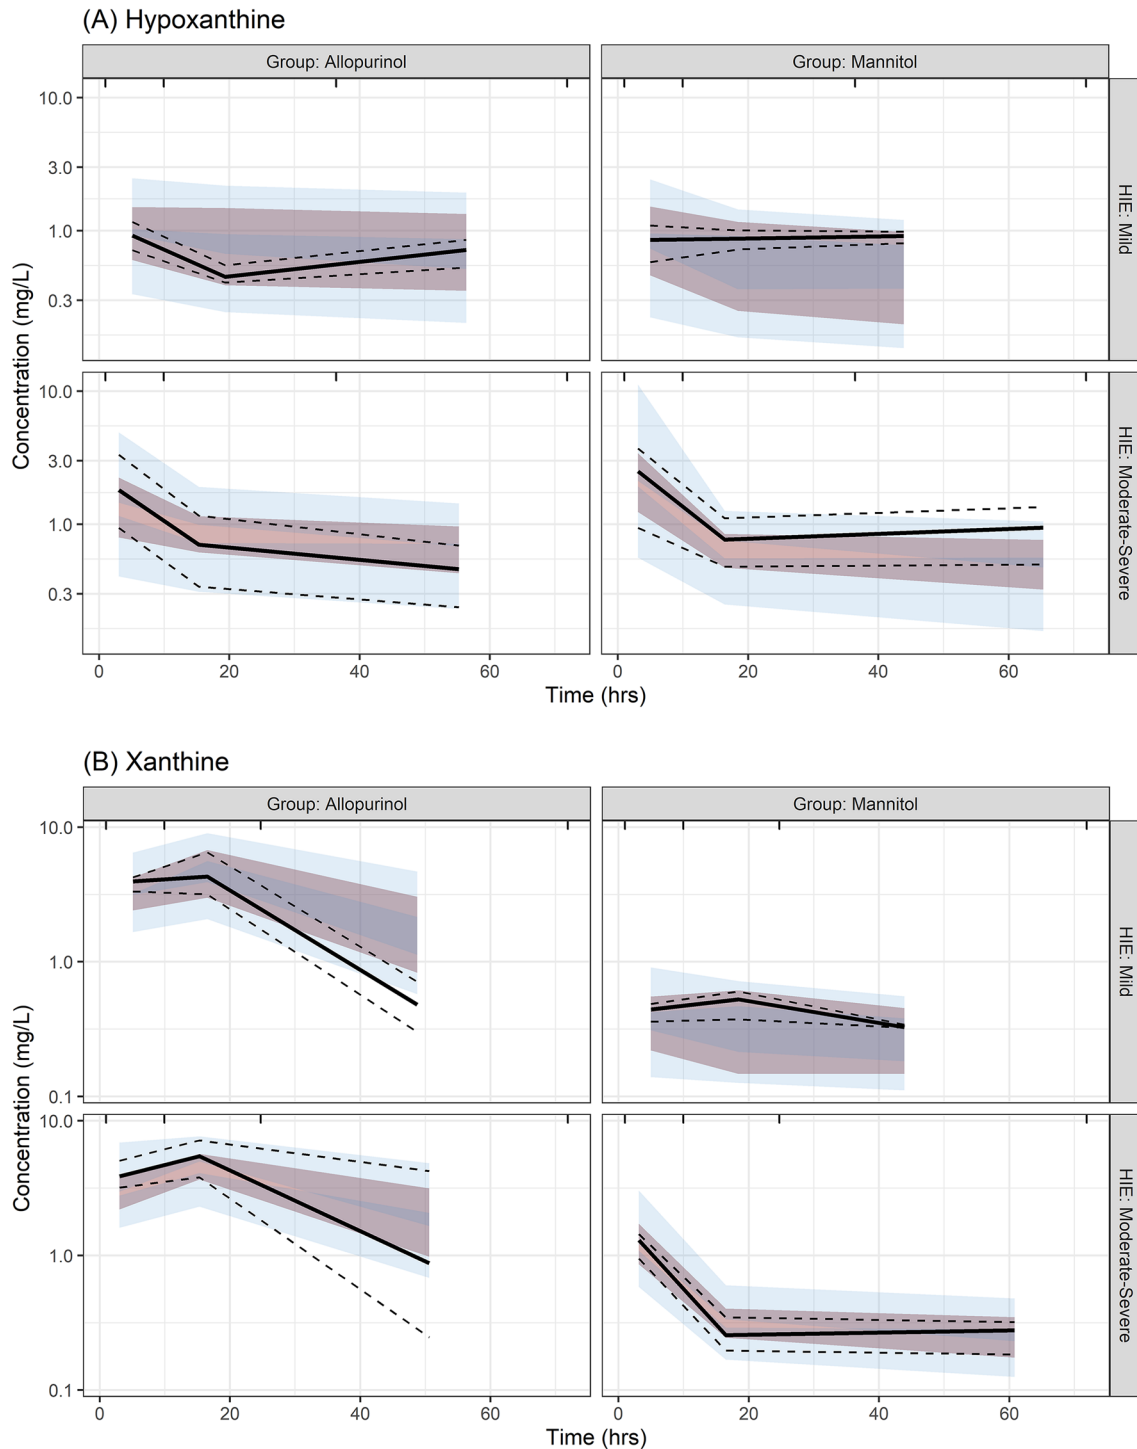 (A) Hypoxanthine
Group: Allopurinol
Group: Mannitol
10.0
3.0
1.0
0.3
HIE: Mild
10.0
3.0
1.0
0.3
HIE: Moderate-Severe
Concentration (mg/L)
0 20 40 60 0 20 40 60
Time (hrs)
(B) Xanthine
Group: Allopurinol
Group: Mannitol
10.0
1.0
0.1
HIE: Mild
10.0
1.0
0.1
HIE: Moderate-Severe
Concentration (mg/L)
0 20 40 60 0 20 40 60
Time (hrs)